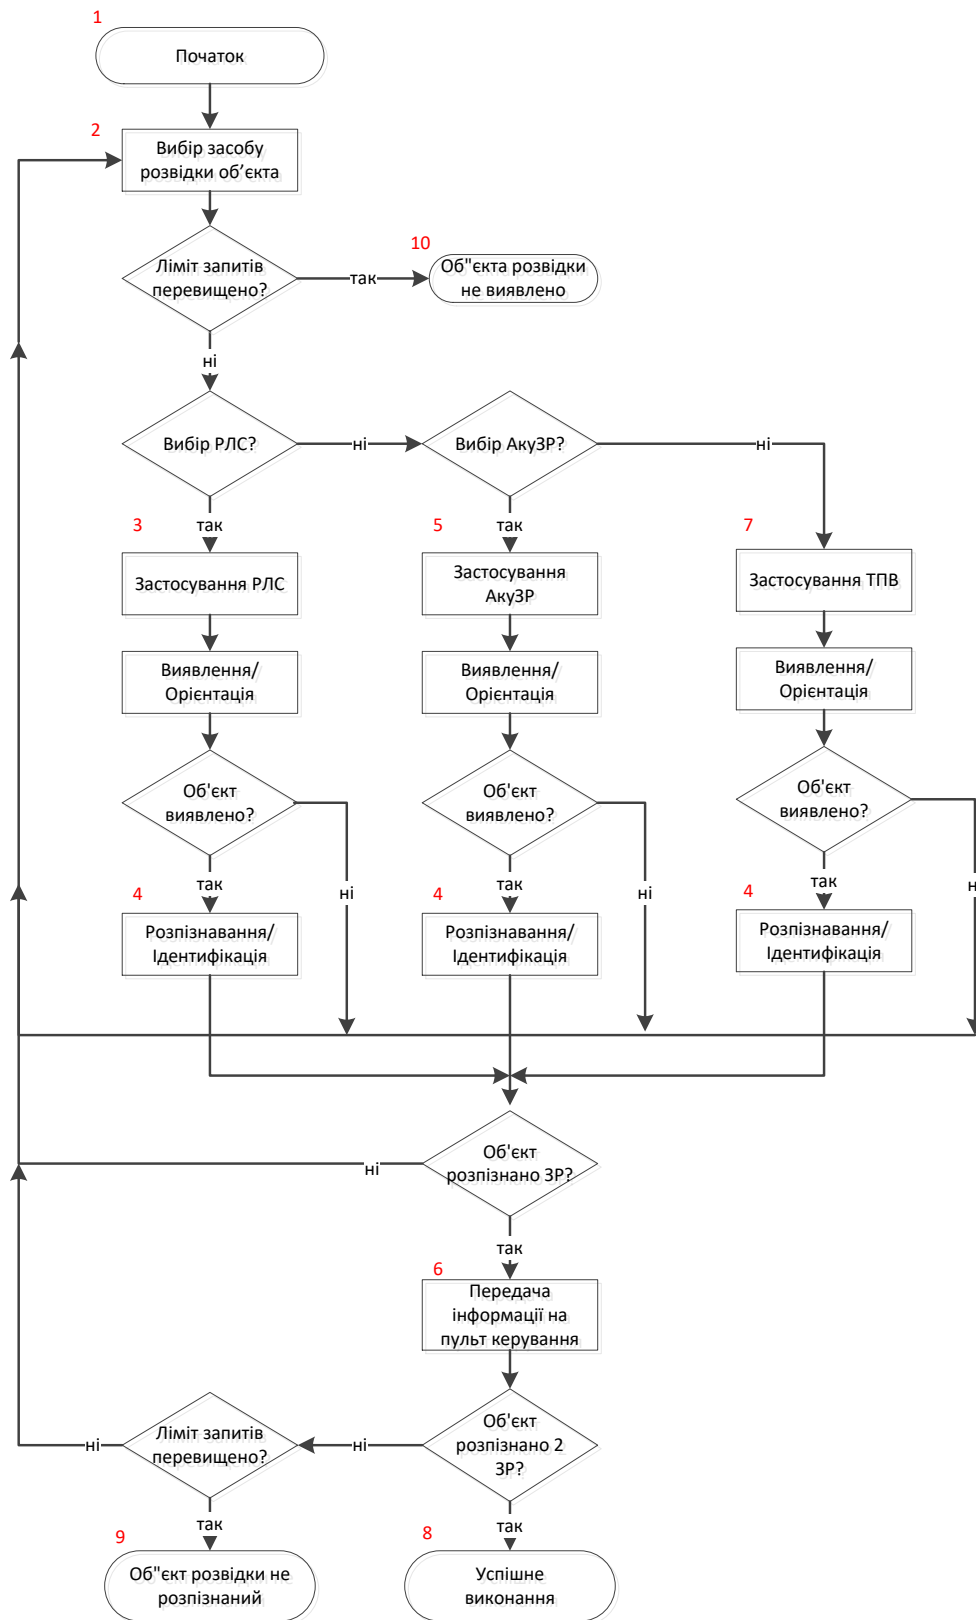 1
Початок
2
Вибір засобу
розвідки об’єкта
Ліміт запитів
перевищено?
так
10
Об"єкта розвідки
не виявлено
ні
Вибір РЛС?
ні
Вибір АкуЗР?
ні
3
так
5
так
7
Застосування РЛС
Застосування
АкуЗР
Застосування ТПВ
Виявлення/
Орієнтація
Виявлення/
Орієнтація
Виявлення/
Орієнтація
Об'єкт
виявлено?
Об'єкт
виявлено?
Об'єкт
виявлено?
4
так
ні
4
так
ні
4
так
Розпізнавання/
Ідентифікація
Розпізнавання/
Ідентифікація
Розпізнавання/
Ідентифікація
Об'єкт
розпізнано ЗР?
ні
так
6
Передача
інформації на
пульт керування
Об'єкт
розпізнано 2
ЗР?
ні
Ліміт запитів
перевищено?
ні
9
так
8
так
Об"єкт розвідки не
розпізнаний
Успішне
виконання